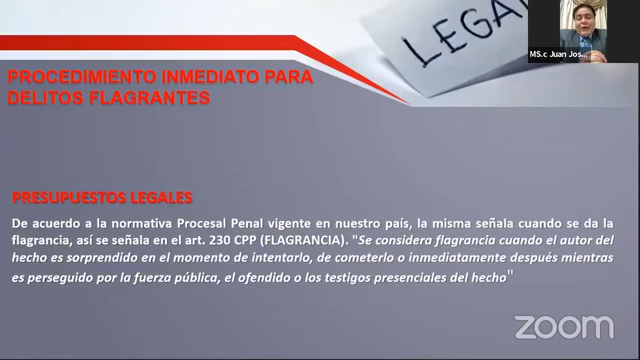 LEGAL
MS.c Juan Jos...
PROCEDIMIENTO INMEDIATO PARA
DELITOS FLAGRANTES
PRESUPUESTOS LEGALES
De acuerdo a la normativa Procesal Penal vigente en nuestro país, la misma señala cuando se da la
flagrancia, así se señala en el art. 230 CPP (FLAGRANCIA). "Se considera flagrancia cuando el autor del
hecho es sorprendido en el momento de intentarlo, de cometerlo o inmediatamente después mientras
es perseguido por la fuerza pública, el ofendido o los testigos presenciales del hecho"
zoom